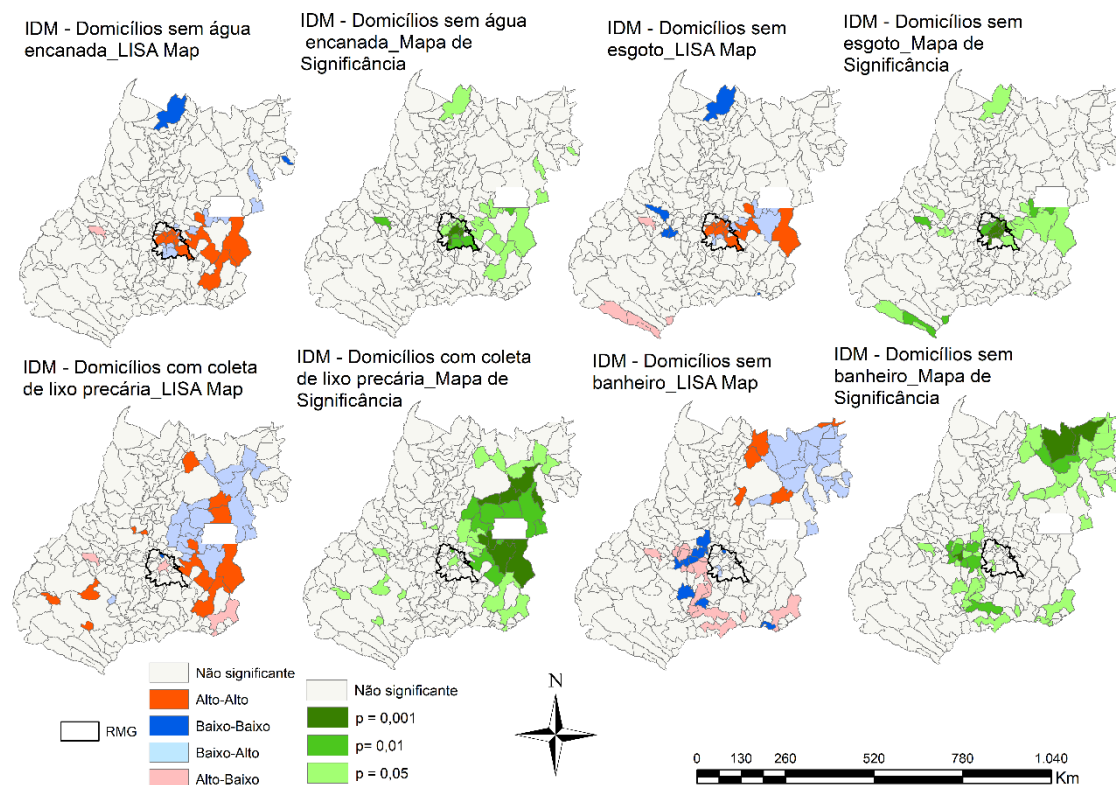 IDM - Domicílios sem água
encanada_LISA Map
IDM - Domicílios sem água
encanada_Mapa de
Significância
IDM - Domicílios sem
esgoto_LISA Map
IDM - Domicílios sem
esgoto_Mapa de
Significância
IDM - Domicílios com coleta
de lixo precária_LISA Map
IDM - Domicílios com coleta
de lixo precária_Mapa de
Significância
IDM - Domicílios sem
banheiro_LISA Map
IDM - Domicílios sem
banheiro_Mapa de
Significância
RMG
Não significante
Alto-Alto
Baixo-Baixo
Baixo-Alto
Alto-Baixo
Não significante
p = 0,001
p= 0,01
p = 0,05
N
0 130 260 520 780 1.040
Km